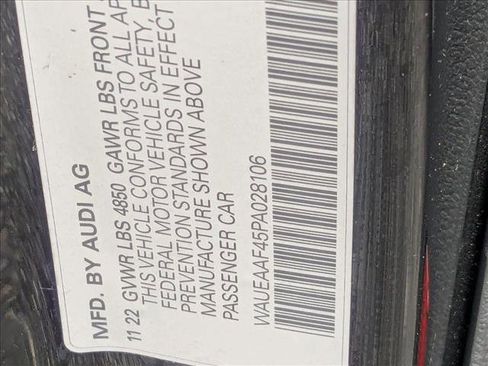 MFD. BY AUDI AG
11 22 GVWR LBS 4850 GAWR LBS FRONT
THIS VEHICLE CONFORMS TO ALL AP
FEDERAL MOTOR VEHICLE SAFETY, B
PREVENTION STANDARDS IN EFFECT
MANUFACTURE SHOWN ABOVE
PASSENGER CAR
WAUEAAF45PA028106